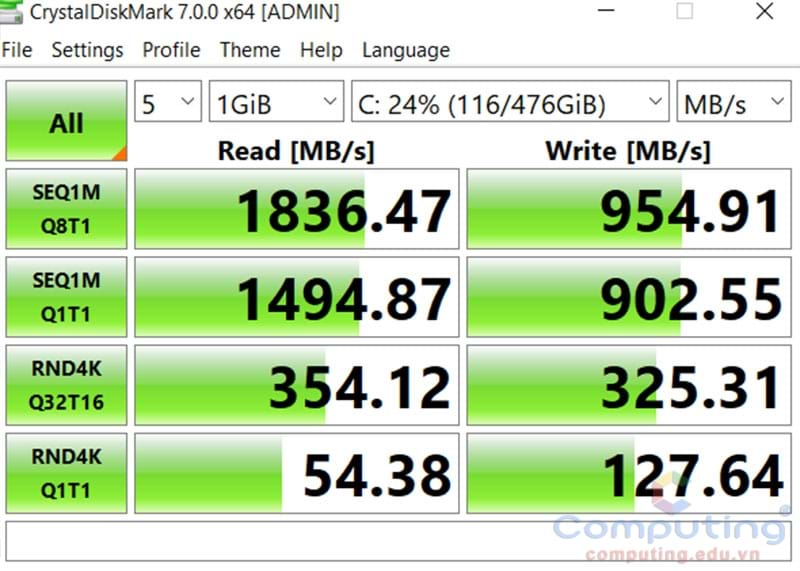 CrystalDiskMark 7.0.0 x64 [ADMIN]
File Settings Profile Theme Help Language
All 5 1GiB C: 24% (116/476GiB) MB/s
Read [MB/s] Write [MB/s]
SEQ1M
Q8T1 1836.47 954.91
SEQ1M
Q1T1 1494.87 902.55
RND4K
Q32T16 354.12 325.31
RND4K
Q1T1 54.38 127.64
Computing
computing.edu.vn